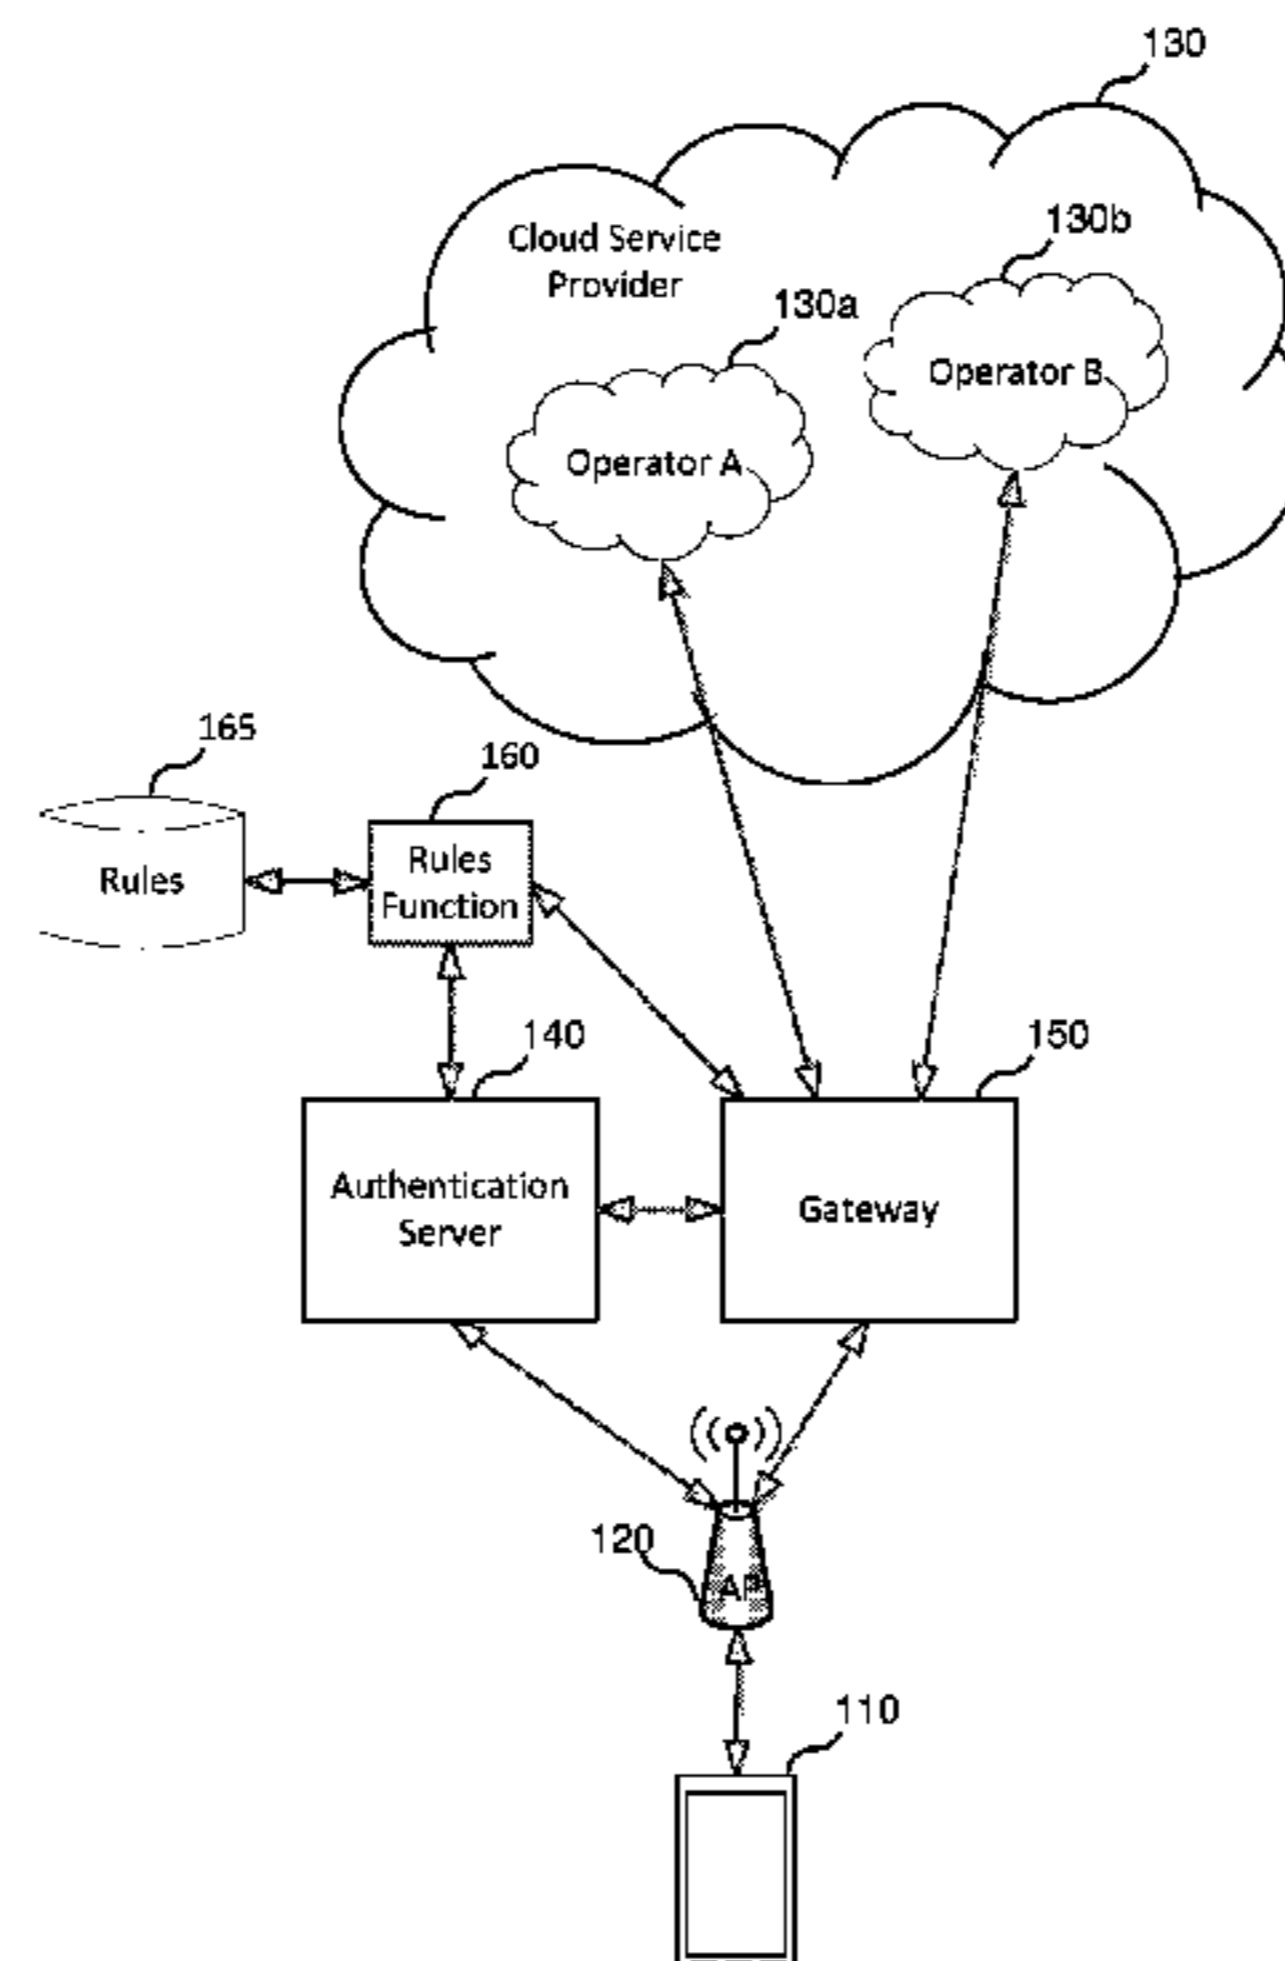 130
130b
Cloud Service
Provider
130a
Operator B
Operator A
165
160
Rules
Function
Rules
140
150
Authentication
Server
Gateway
120
AP
110